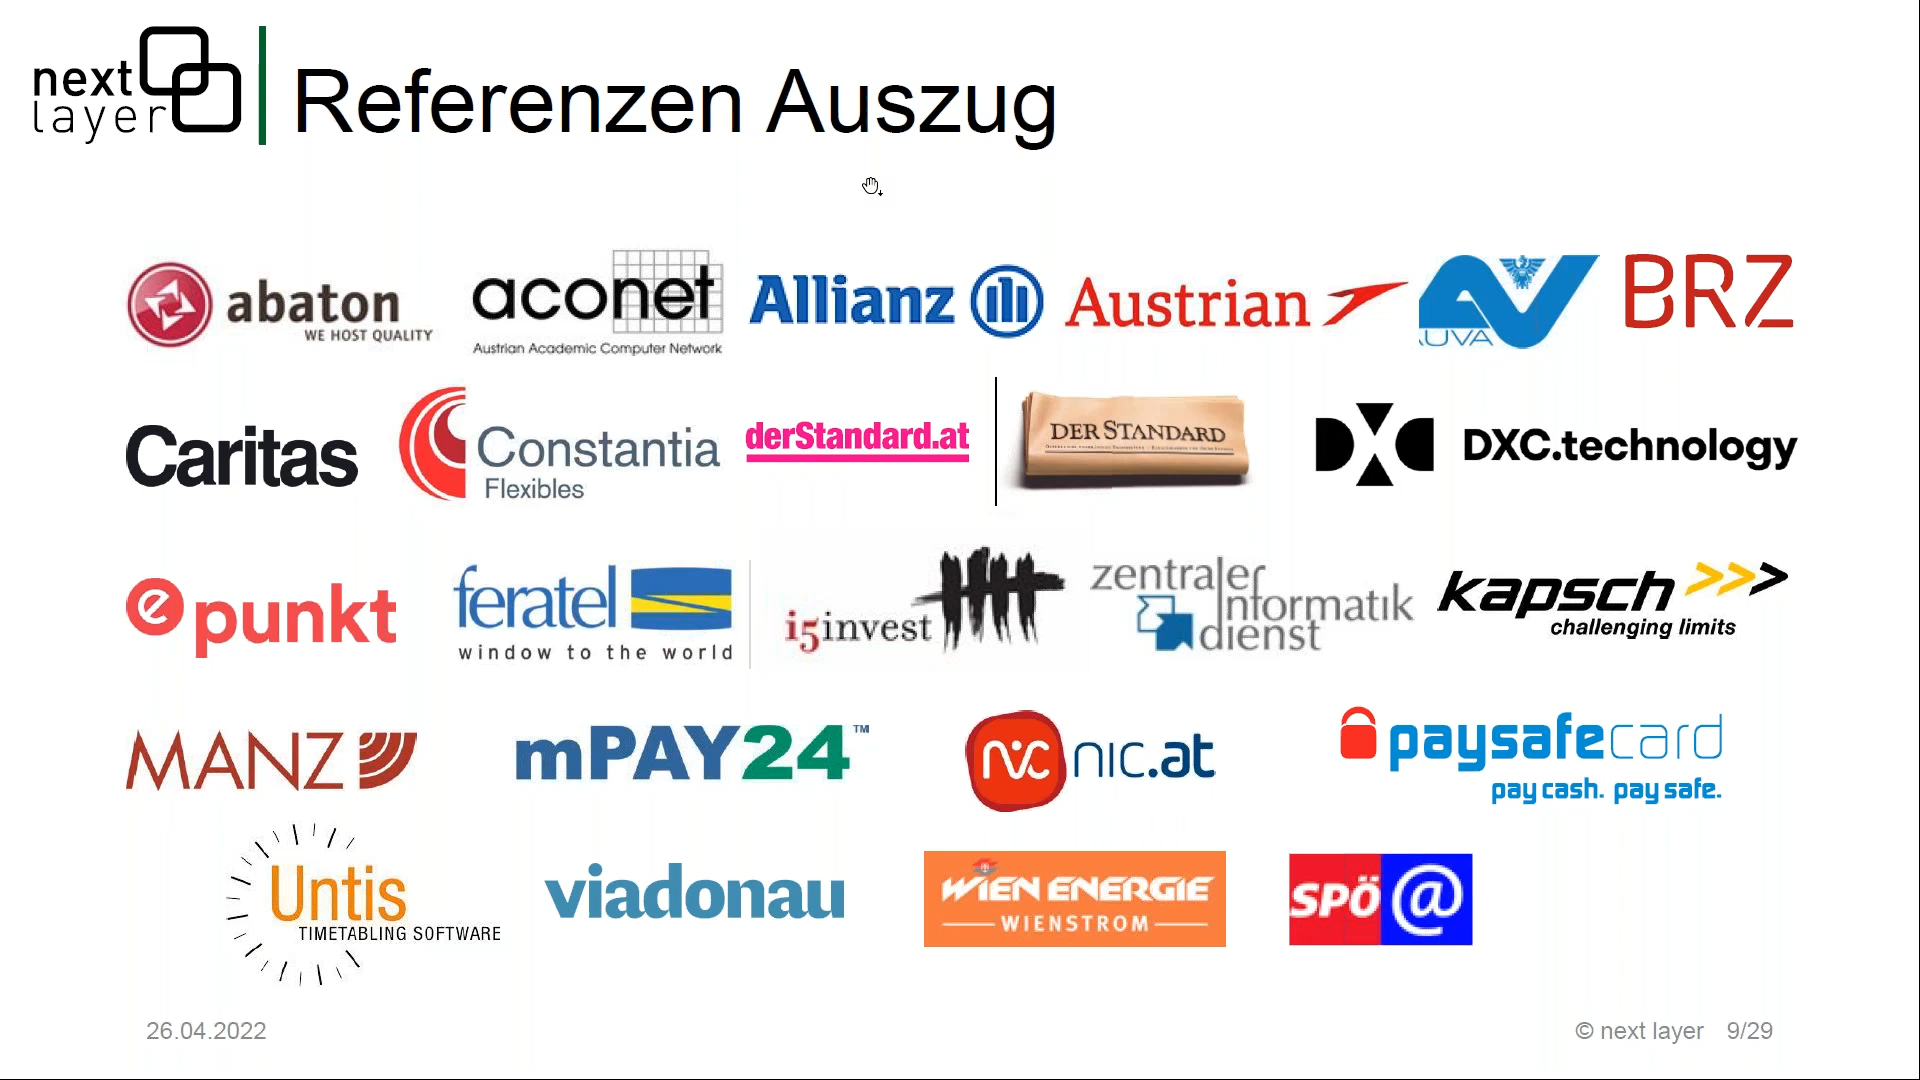 next
layer
Referenzen Auszug
abaton
WE HOST QUALITY
aconet
Austrian Academic Computer Network
Allianz
Austrian
AUVA
BRZ
Caritas
Constantia
Flexibles
derStandard.at
DER STANDARD
DXC.technology
e punkt
feratel
window to the world
i5invest
zentraler
informatik
dienst
kapsch >>>
challenging limits
MANZ
mPAY24™
nic nic.at
paysafecard
pay cash. pay safe.
Untis
TIMETABLING SOFTWARE
viadonau
WIEN ENERGIE
WIENSTROM
SPÖ@
26.04.2022
© next layer 9/29